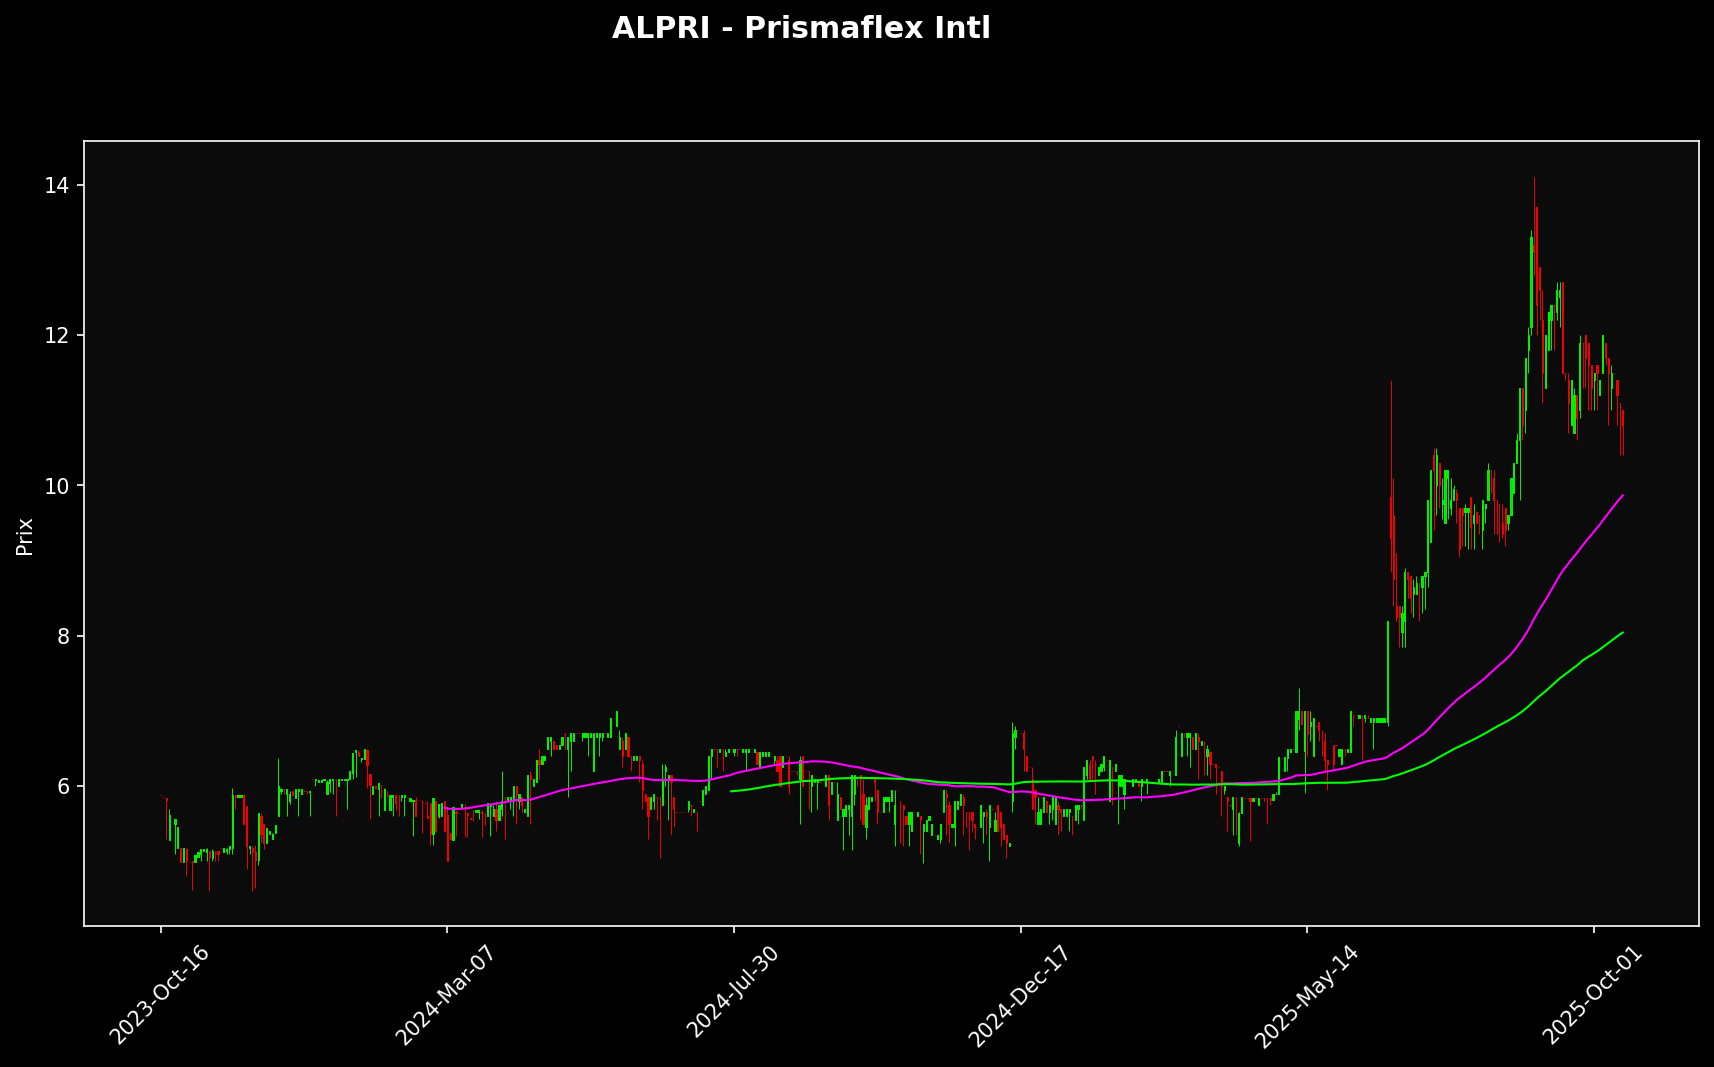 ALPRI - Prismaflex Intl
14
12
10
8
6
Prix
2023-Oct-16
2024-Mar-07
2024-Jul-30
2024-Dec-17
2025-May-14
2025-Oct-01